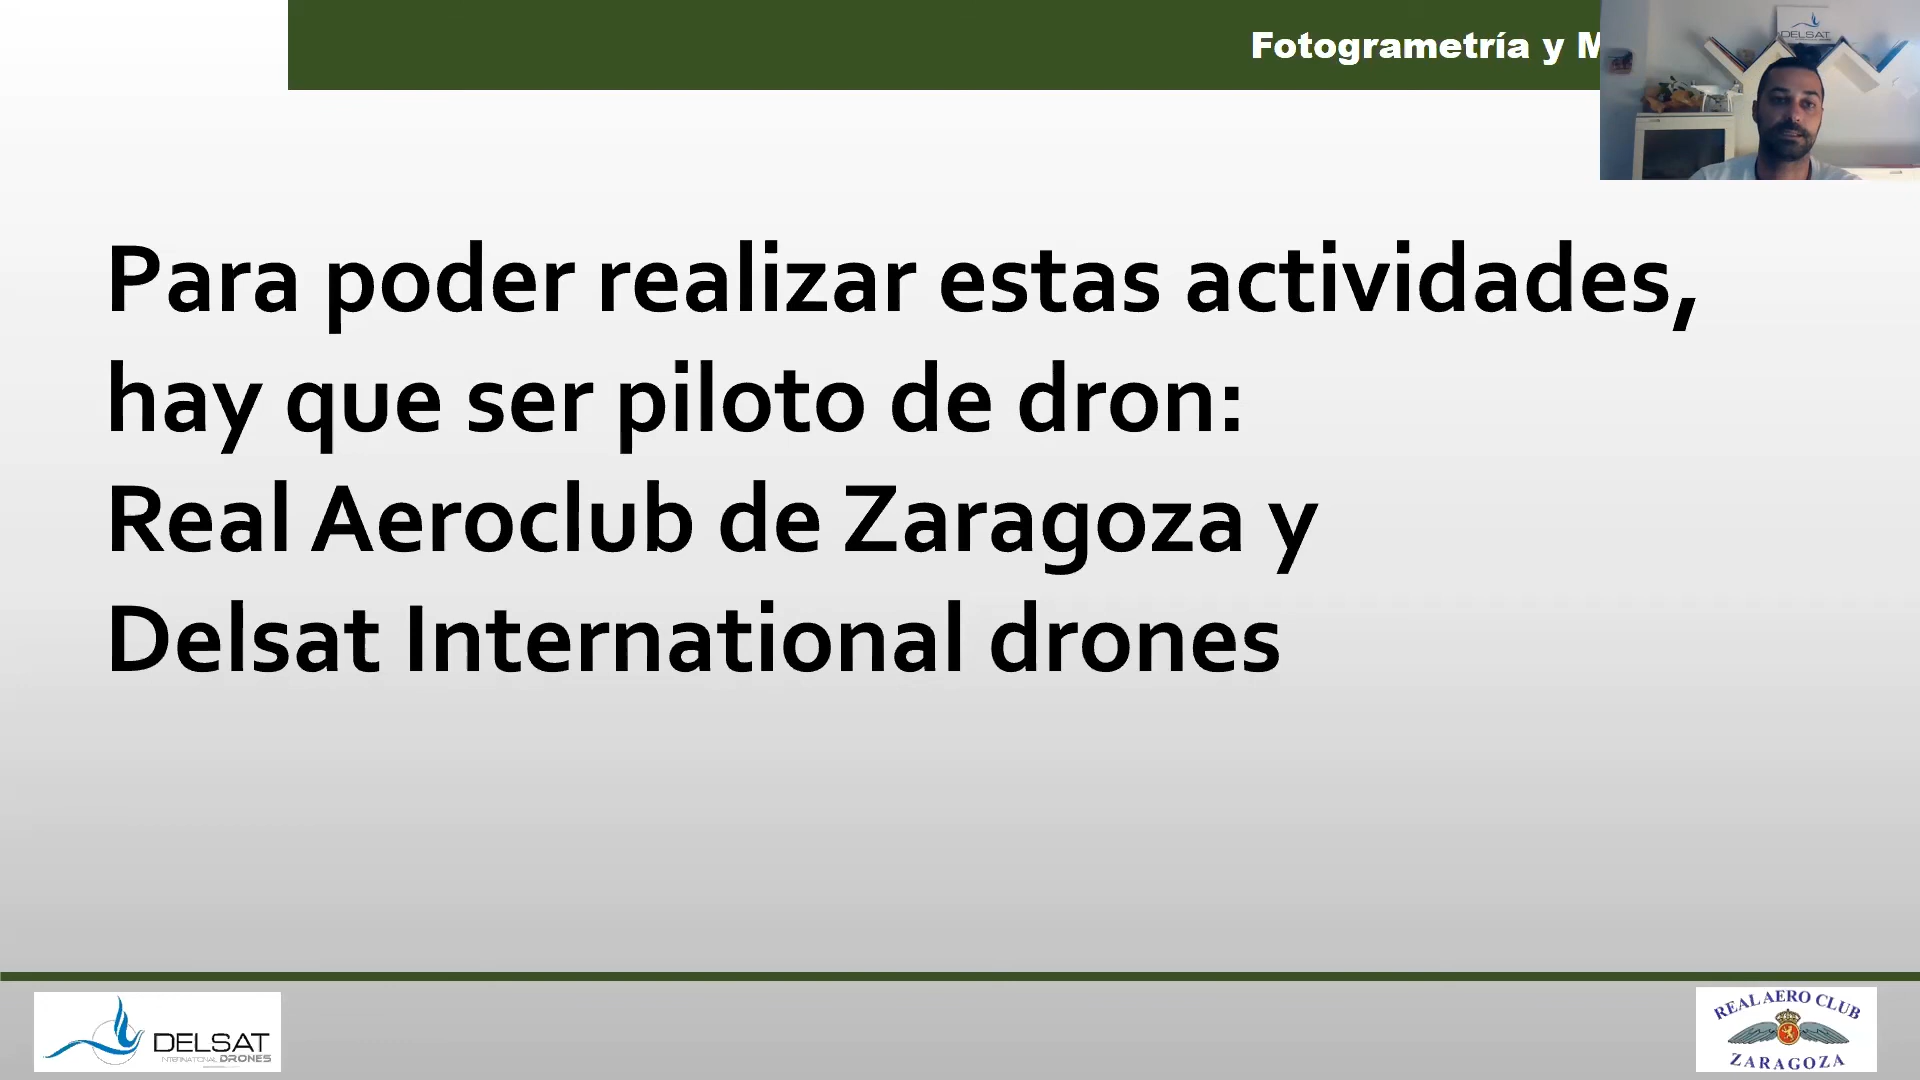 Fotogrametría y M
DELSAT
Para poder realizar estas actividades,
hay que ser piloto de dron:
Real Aeroclub de Zaragoza y
Delsat International drones
DELSAT
INTERNATIONAL DRONES
REAL AERO CLUB
ZARAGOZA